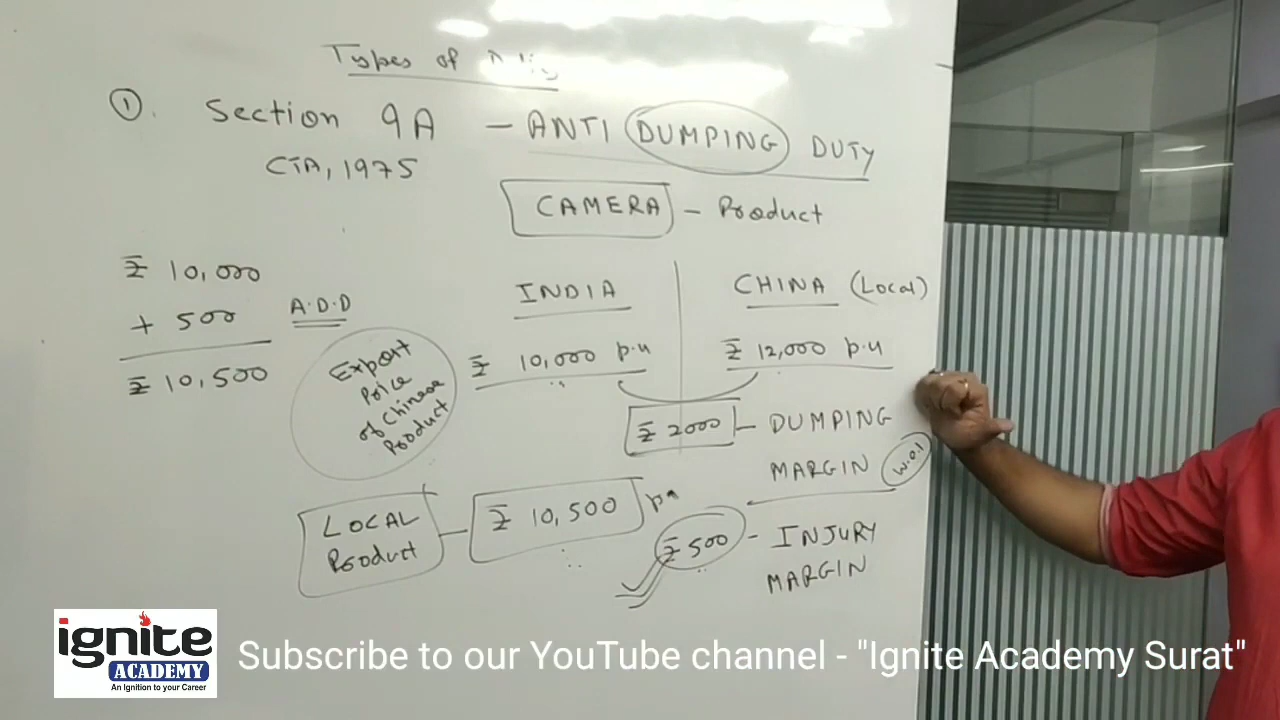 Types of
① Section 9A – ANTI DUMPING DUTY
CTA, 1975
CAMERA – Product
₹ 10,000
+ 500 A.D.D
₹ 10,500
Export
Price
of Chinese
Product
INDIA
₹ 10,000 p.u
CHINA (Local)
₹ 12,000 p.u
₹ 2000 – DUMPING
MARGIN W.O.1
LOCAL
Product – ₹ 10,500
₹ 500 – INJURY
MARGIN
ignite
ACADEMY
An Ignition to your Career
Subscribe to our YouTube channel - "Ignite Academy Surat"